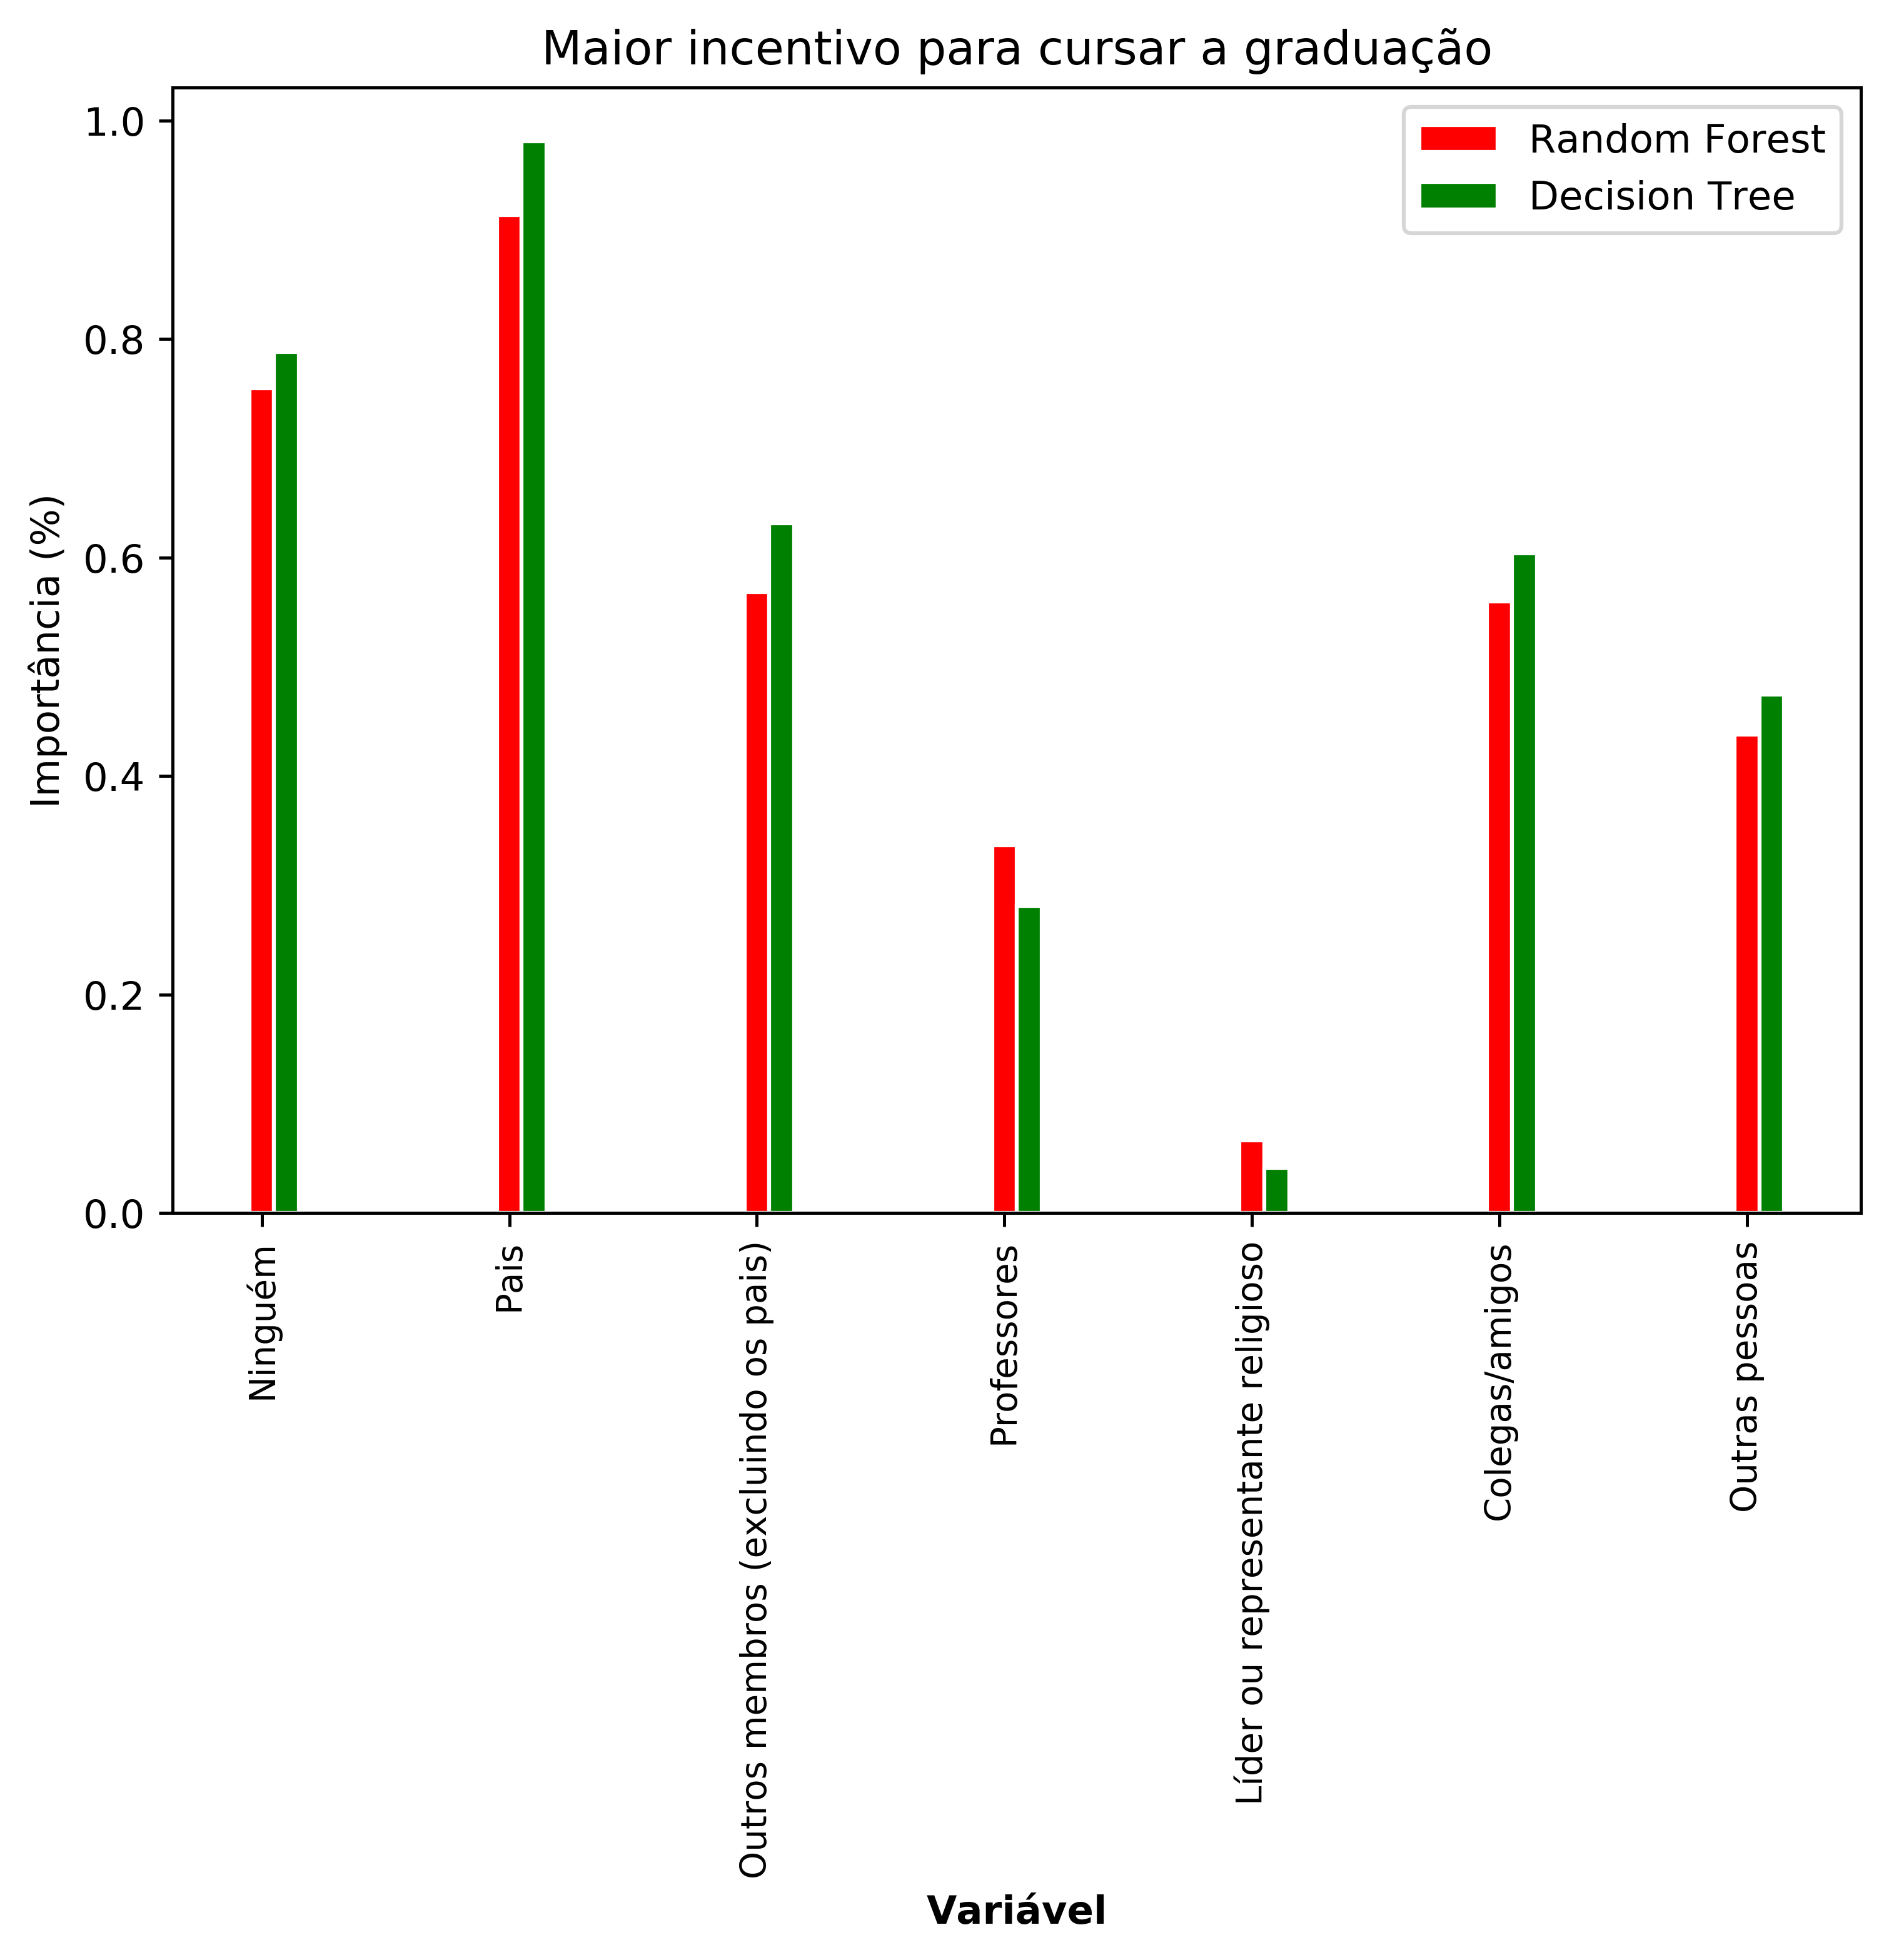 Maior incentivo para cursar a graduação
Random Forest
Decision Tree
Importância (%)
1.0
0.8
0.6
0.4
0.2
0.0
Ninguém
Pais
Outros membros (excluindo os pais)
Professores
Líder ou representante religioso
Colegas/amigos
Outras pessoas
Variável